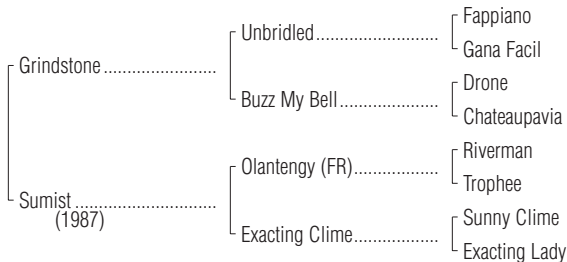 Fappiano
Unbridled
Gana Facil
Grindstone
Drone
Buzz My Bell
Chateaupavia
Riverman
Olantengy (FR)
Trophee
Sumist
(1987)
Sunny Clime
Exacting Clime
Exacting Lady